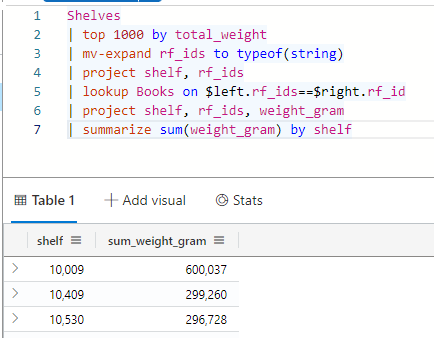 1 Shelves
2 | top 1000 by total_weight
3 | mv-expand rf_ids to typeof(string)
4 | project shelf, rf_ids
5 | lookup Books on $left.rf_ids==$right.rf_id
6 | project shelf, rf_ids, weight_gram
7 | summarize sum(weight_gram) by shelf
Table 1 + Add visual Stats
shelf sum_weight_gram
10,009 600,037
10,409 299,260
10,530 296,728